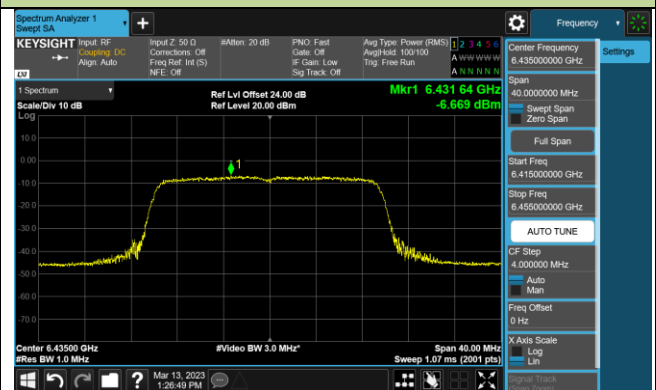 Spectrum Analyzer 1
Swept SA
Frequency
KEYSIGHT
Input: RF
Coupling: DC
Align: Auto
Input Z: 50 Ω
Corrections: Off
Freq Ref: Int (S)
NFE: Off
#Atten: 20 dB
PNO: Fast
Gate: Off
IF Gain: Low
Sig Track: Off
Avg Type: Power (RMS)
Avg|Hold: 100/100
Trig: Free Run
1 2 3 4 5 6
A W W W W W
A N N N N N
LXI
1 Spectrum
Scale/Div 10 dB
Log
Ref Lvl Offset 24.00 dB
Ref Level 20.00 dBm
Mkr1 6.431 64 GHz
-6.669 dBm
10.0
0.00
-10.0
-20.0
-30.0
-40.0
-50.0
-60.0
-70.0
1
Center 6.43500 GHz
#Res BW 1.0 MHz
#Video BW 3.0 MHz*
Span 40.00 MHz
Sweep 1.07 ms (2001 pts)
Center Frequency
6.435000000 GHz
Settings
Span
40.0000000 MHz
Swept Span
Zero Span
Full Span
Start Freq
6.415000000 GHz
Stop Freq
6.455000000 GHz
AUTO TUNE
CF Step
4.000000 MHz
Auto
Man
Freq Offset
0 Hz
X Axis Scale
Log
Lin
Signal Track
Mar 13, 2023
1:26:49 PM